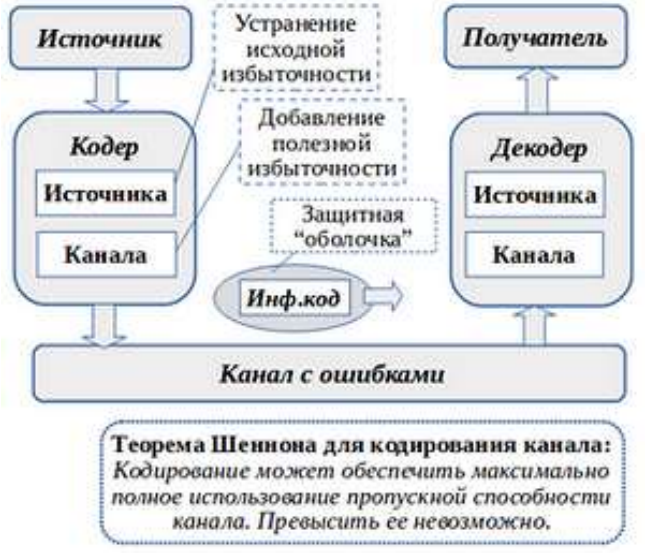 Источник
Устранение
исходной
избыточности
Получатель
Кодер
Источника
Канала
Добавление
полезной
избыточности
Защитная
“оболочка”
Инф.код
Декодер
Источника
Канала
Канал с ошибками
Теорема Шеннона для кодирования канала:
Кодирование может обеспечить максимально
полное использование пропускной способности
канала. Превысить ее невозможно.